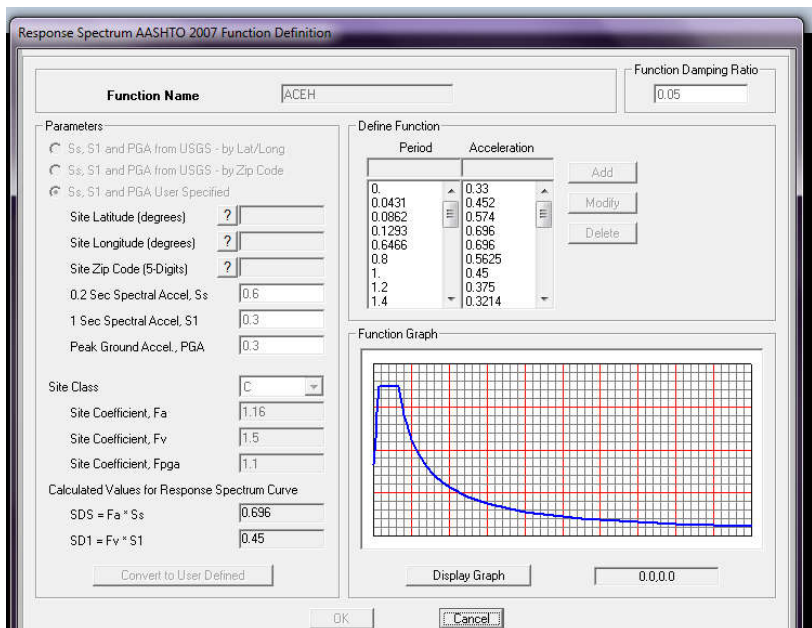 Response Spectrum AASHTO 2007 Function Definition
Function Name ACEH
Function Damping Ratio
0.05
Parameters
Ss, S1 and PGA from USGS - by Lat/Long
Ss, S1 and PGA from USGS - by Zip Code
Ss, S1 and PGA User Specified
Site Latitude (degrees) ?
Site Longitude (degrees) ?
Site Zip Code (5-Digits) ?
0.2 Sec Spectral Accel, Ss 0.6
1 Sec Spectral Accel, S1 0.3
Peak Ground Accel., PGA 0.3
Site Class C
Site Coefficient, Fa 1.16
Site Coefficient, Fv 1.5
Site Coefficient, Fpga 1.1
Calculated Values for Response Spectrum Curve
SDS = Fa * Ss 0.696
SD1 = Fv * S1 0.45
Convert to User Defined
Define Function
Period Acceleration
0. 0.33
0.0431 0.452
0.0862 0.574
0.1293 0.696
0.6466 0.696
0.8 0.5625
1. 0.45
1.2 0.375
1.4 0.3214
Add
Modify
Delete
Function Graph
Display Graph 0.0,0.0
OK Cancel